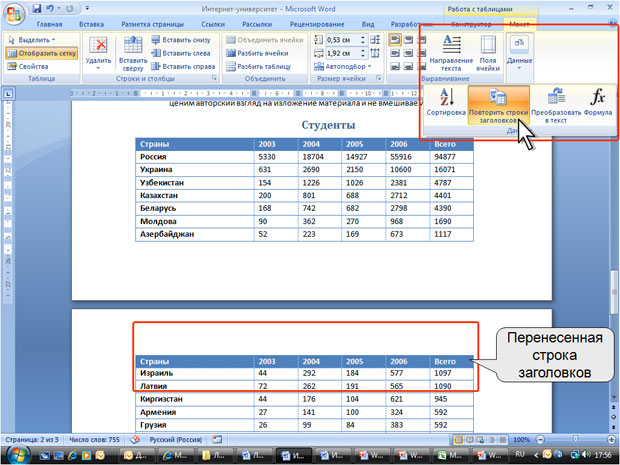 Интернет-университет - Microsoft Word
Работа с таблицами
Главная Вставка Разметка страницы Ссылки Рассылки Рецензирование Вид Разработчик Конструктор Макет
Выделить
Отобразить сетку
Свойства
Таблица
Удалить
Вставить сверху
Вставить снизу
Вставить слева
Вставить справа
Строки и столбцы
Объединить ячейки
Разбить ячейки
Разбить таблицу
Объединить
0,53 см
1,92 см
Автоподбор
Размер ячейки
Направление текста
Поля ячейки
Выравнивание
Данные
Сортировка
Повторить строки заголовков
Преобразовать в текст
fx
Формула
ценим авторский взгляд на изложение материала и не вмешиваем
Студенты
Страны 2003 2004 2005 2006 Всего
Россия 5330 18704 14927 55916 94877
Украина 631 2690 2150 10600 16071
Узбекистан 154 1226 1026 2381 4787
Казахстан 200 801 688 2712 4401
Беларусь 168 742 682 2798 4390
Молдова 90 362 270 968 1690
Азербайджан 52 223 169 673 1117
Страны 2003 2004 2005 2006 Всего
Израиль 44 292 184 577 1097
Латвия 72 262 191 565 1090
Киргизстан 44 176 104 621 945
Армения 27 141 100 324 592
Грузия 26 99 84 383 592
Перенесенная
строка
заголовков
Страница: 2 из 3 Число слов: 755 Русский (Россия) 100%
RU 17:56